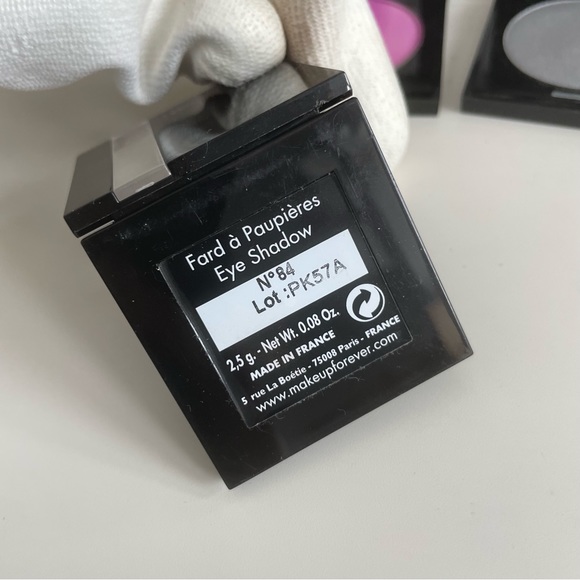 Fard à Paupières
Eye Shadow
N°84
Lot :PK57A
2,5 g. - Net Wt. 0.08 Oz.
MADE IN FRANCE
5 rue La Boétie - 75008 Paris - FRANCE
www.makeupforever.com